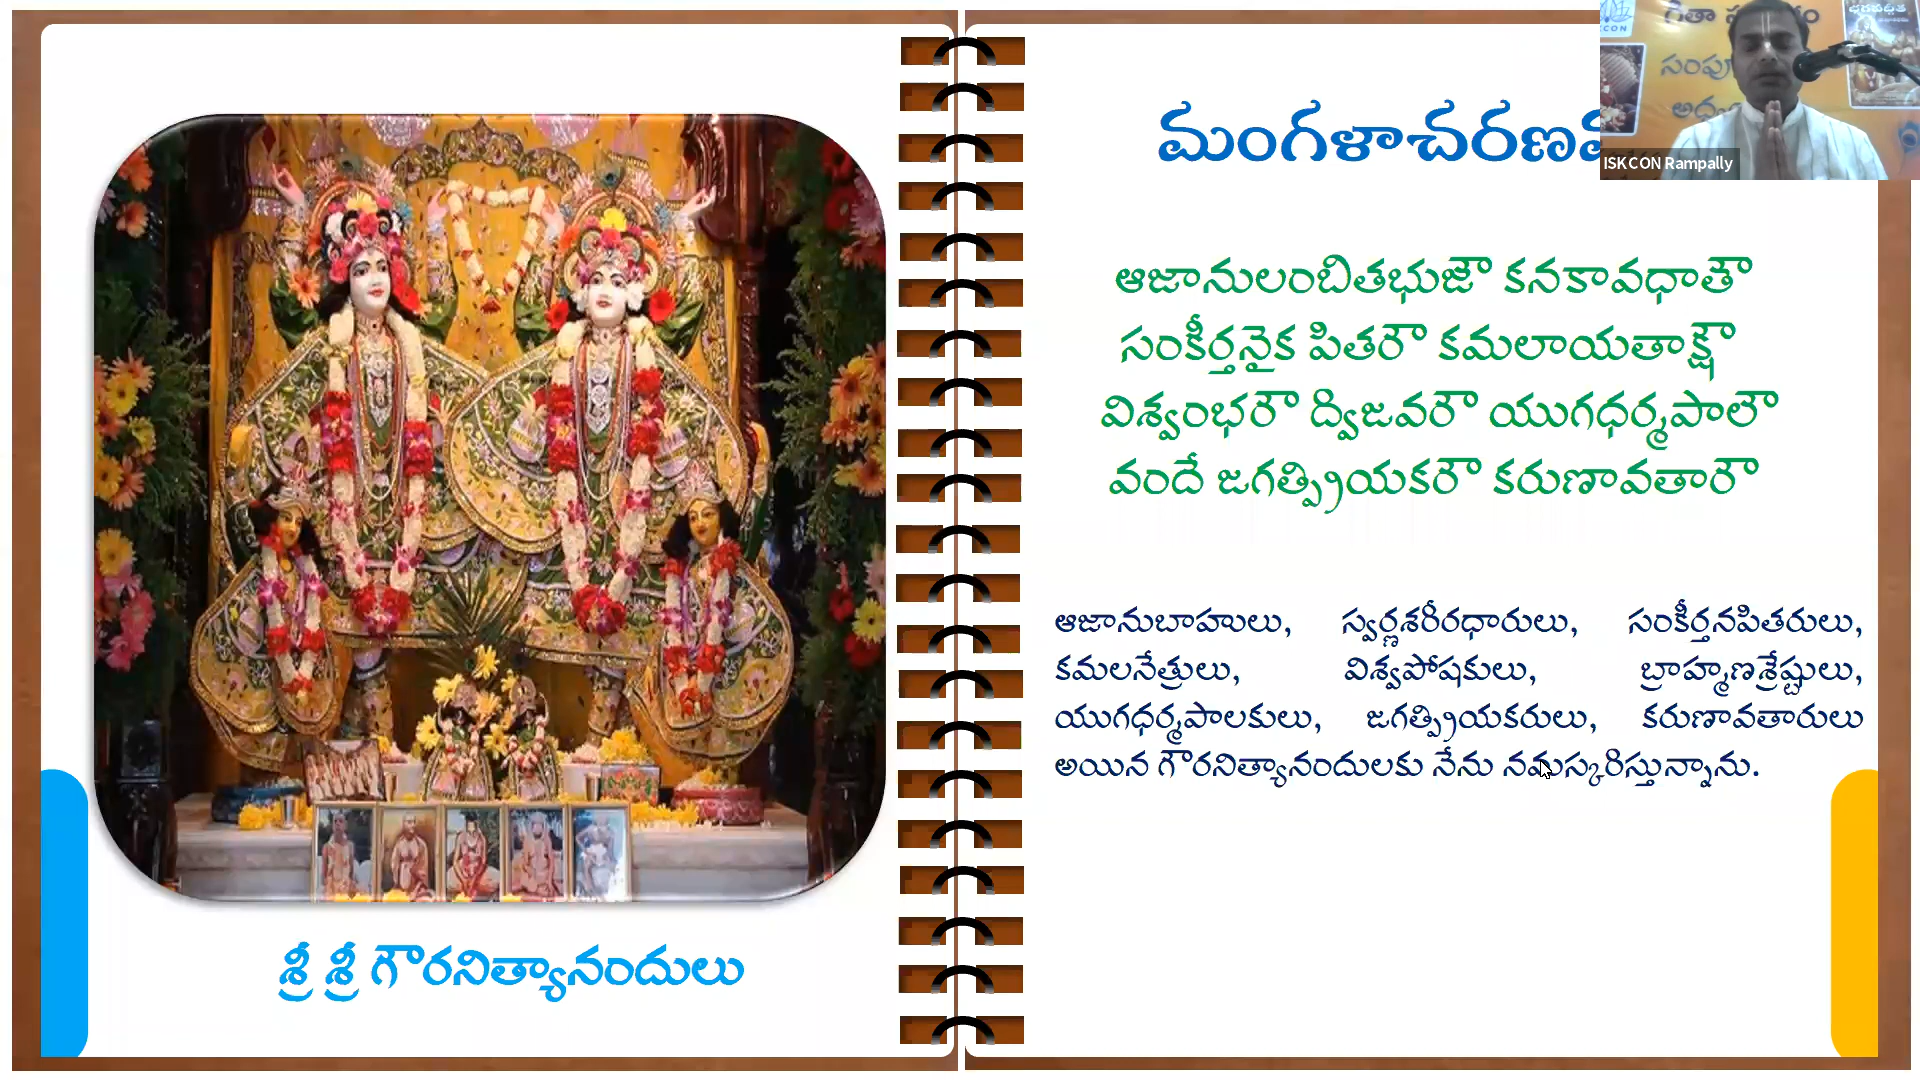 శ్రీ శ్రీ గౌరనిత్యానందులు
మంగళాచరణ
ఆజానులంబితభుజౌ కనకావధాతౌ
సంకీర్తనైక పితరౌ కమలాయతాక్షౌ
విశ్వంభరౌ ద్విజవరౌ యుగధర్మపాలౌ
వందే జగత్ప్రియకరౌ కరుణావతారౌ
ఆజానుబాహులు, స్వర్ణశరీరధారులు, సంకీర్తనపితరులు,
కమలనేత్రులు, విశ్వపోషకులు, బ్రాహ్మణశ్రేష్టులు,
యుగధర్మపాలకులు, జగత్ప్రియకరులు, కరుణావతారులు
అయిన గౌరనిత్యానందులకు నేను నమస్కరిస్తున్నాను.
గీతా
ISKCON Rampally